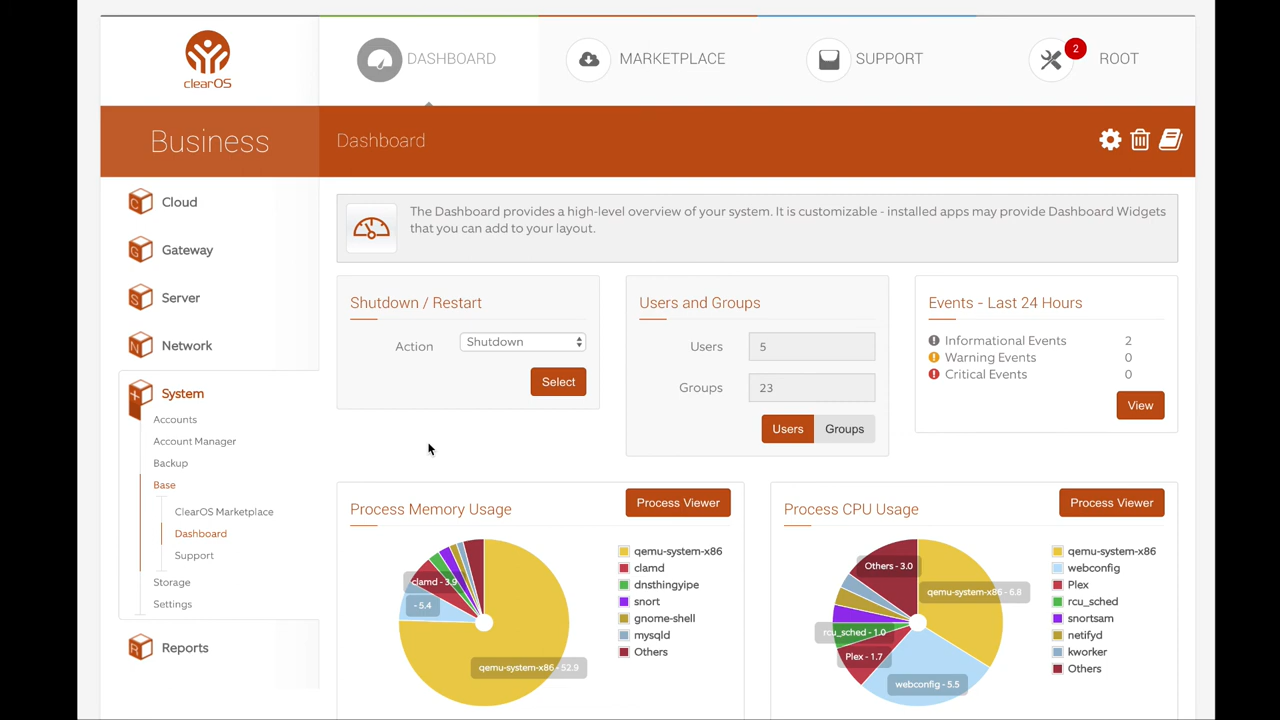 clearOS
DASHBOARD
MARKETPLACE
SUPPORT
2
ROOT
Business
Dashboard
Cloud
Gateway
Server
Network
System
Accounts
Account Manager
Backup
Base
ClearOS Marketplace
Dashboard
Support
Storage
Settings
Reports
The Dashboard provides a high-level overview of your system. It is customizable - installed apps may provide Dashboard Widgets
that you can add to your layout.
Shutdown / Restart
Action
Shutdown
Select
Users and Groups
Users
5
Groups
23
Users
Groups
Events - Last 24 Hours
Informational Events 2
Warning Events 0
Critical Events 0
View
Process Memory Usage
Process Viewer
clamd - 3.9
- 5.4
qemu-system-x86 - 52.9
qemu-system-x86
clamd
dnsthingyipe
snort
gnome-shell
mysqld
Others
Process CPU Usage
Process Viewer
Others - 3.0
qemu-system-x86 - 6.8
rcu_sched - 1.0
Plex - 1.7
webconfig - 5.5
qemu-system-x86
webconfig
Plex
rcu_sched
snortsam
netifyd
kworker
Others